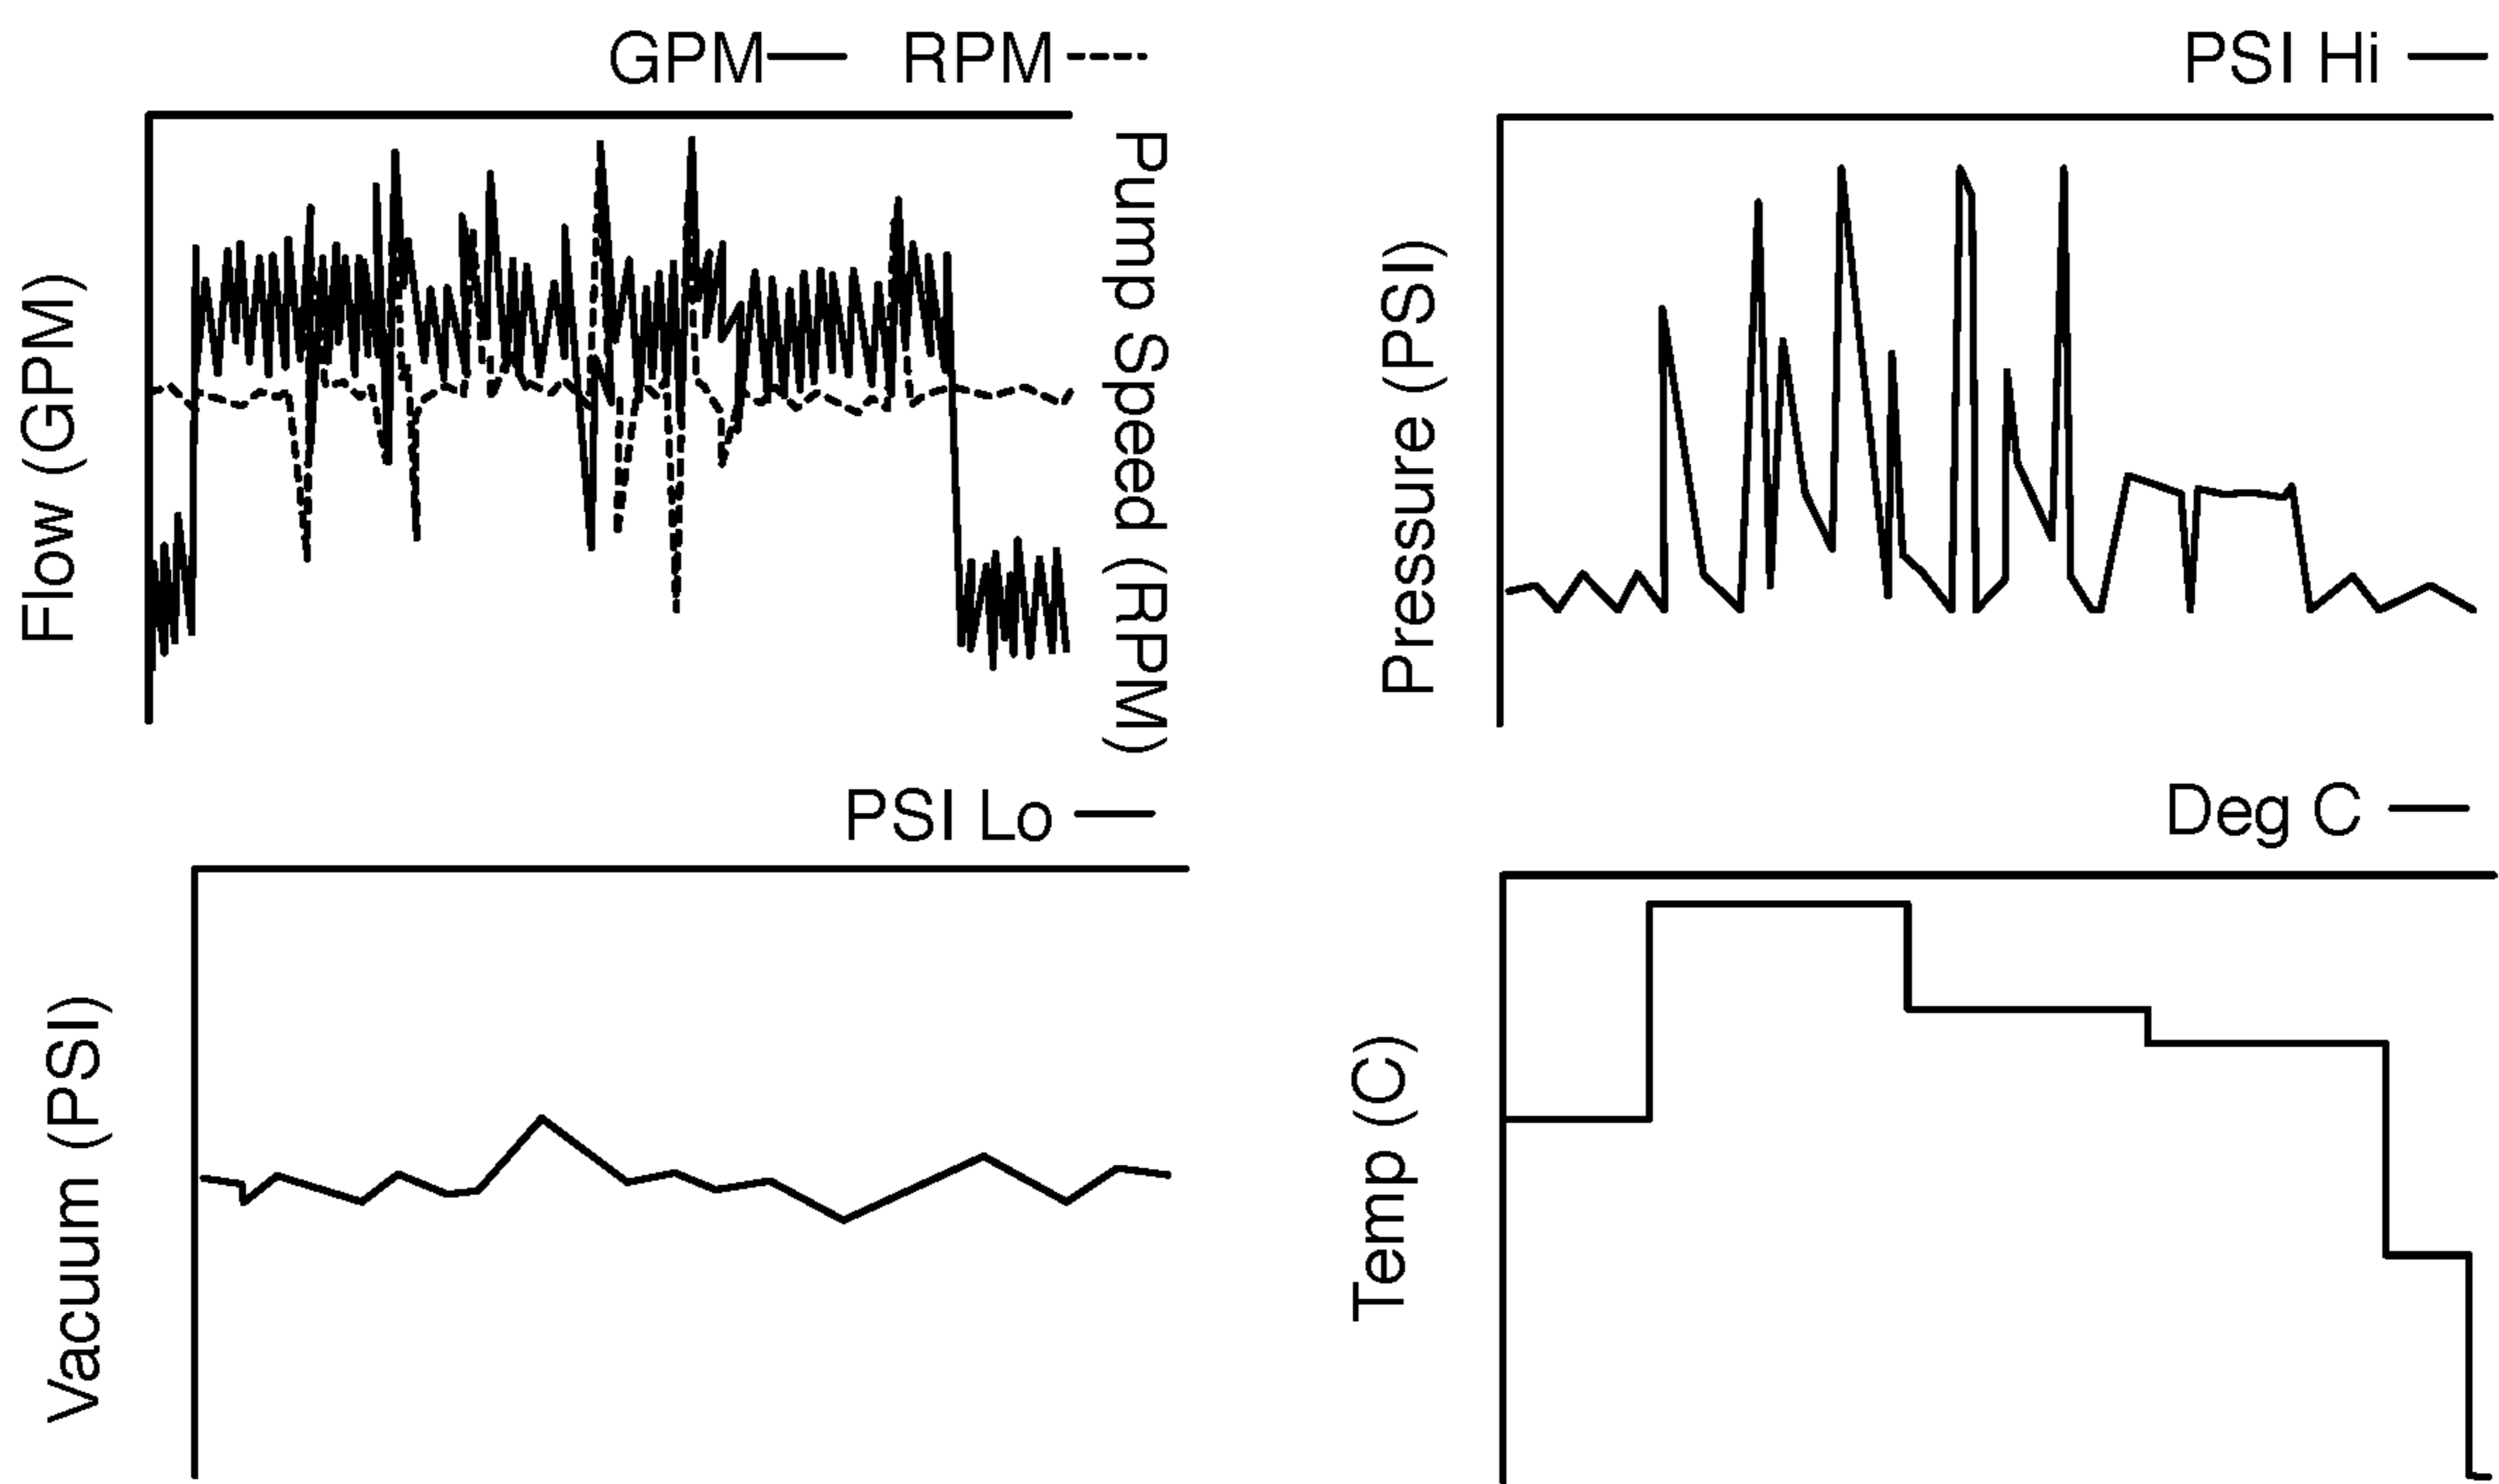 GPM RPM
Flow (GPM)
Pump Speed (RPM)
PSI Hi
Pressure (PSI)
PSI Lo
Vacuum (PSI)
Deg C
Temp (C)